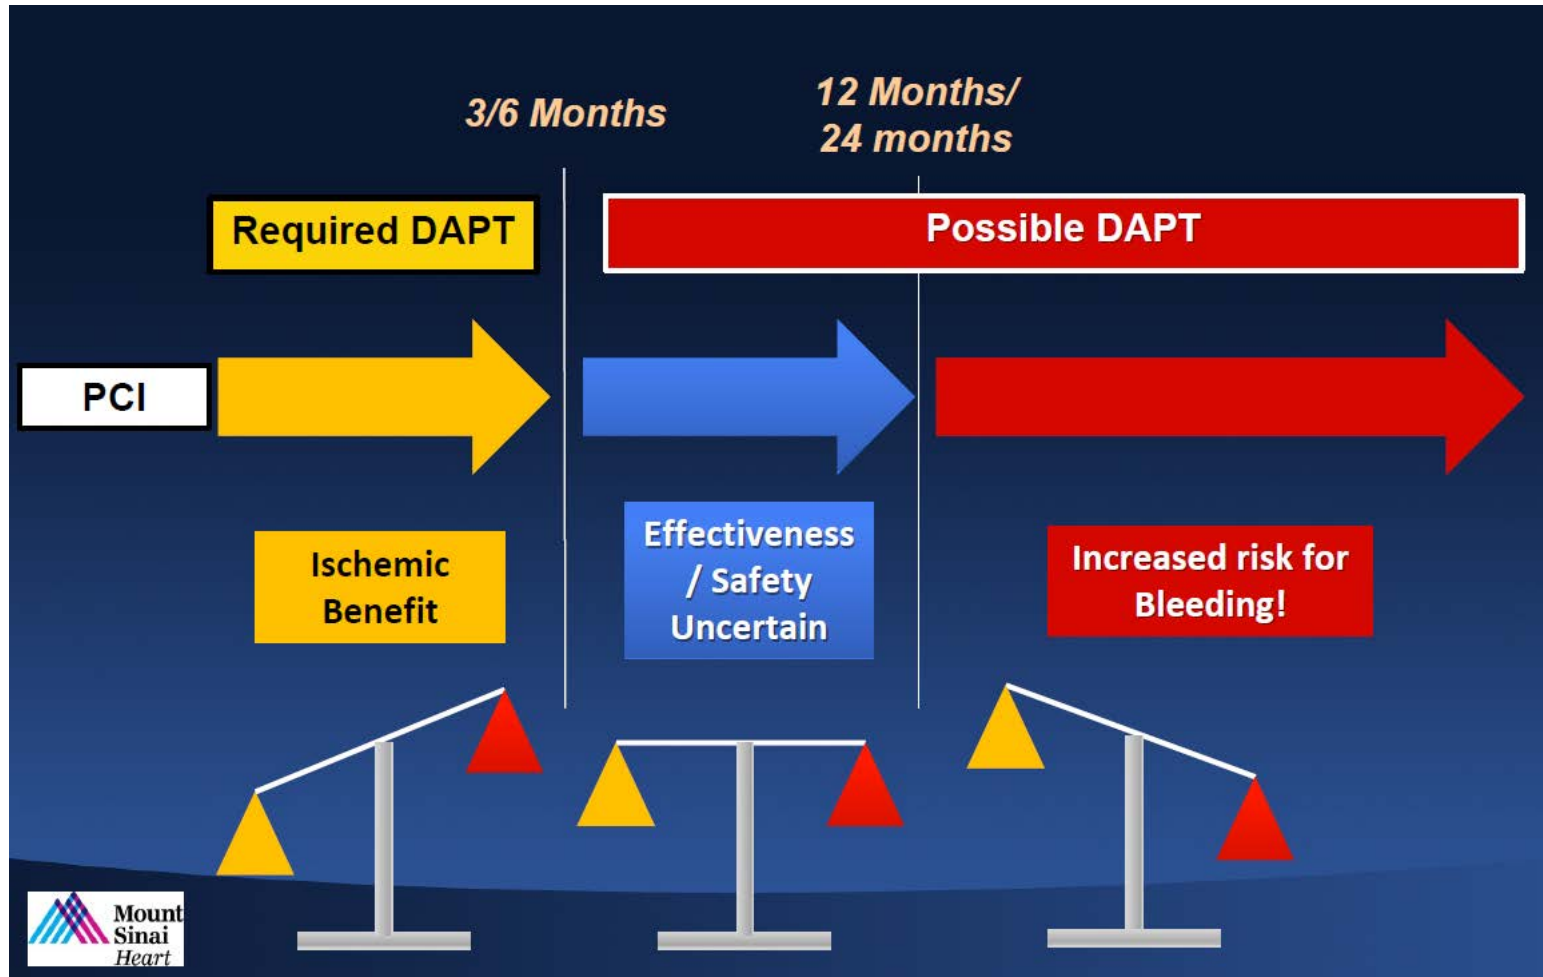 3/6 Months
12 Months/
24 months
Required DAPT
Possible DAPT
PCI
Ischemic
Benefit
Effectiveness
/ Safety
Uncertain
Increased risk for
Bleeding!
Mount
Sinai
Heart